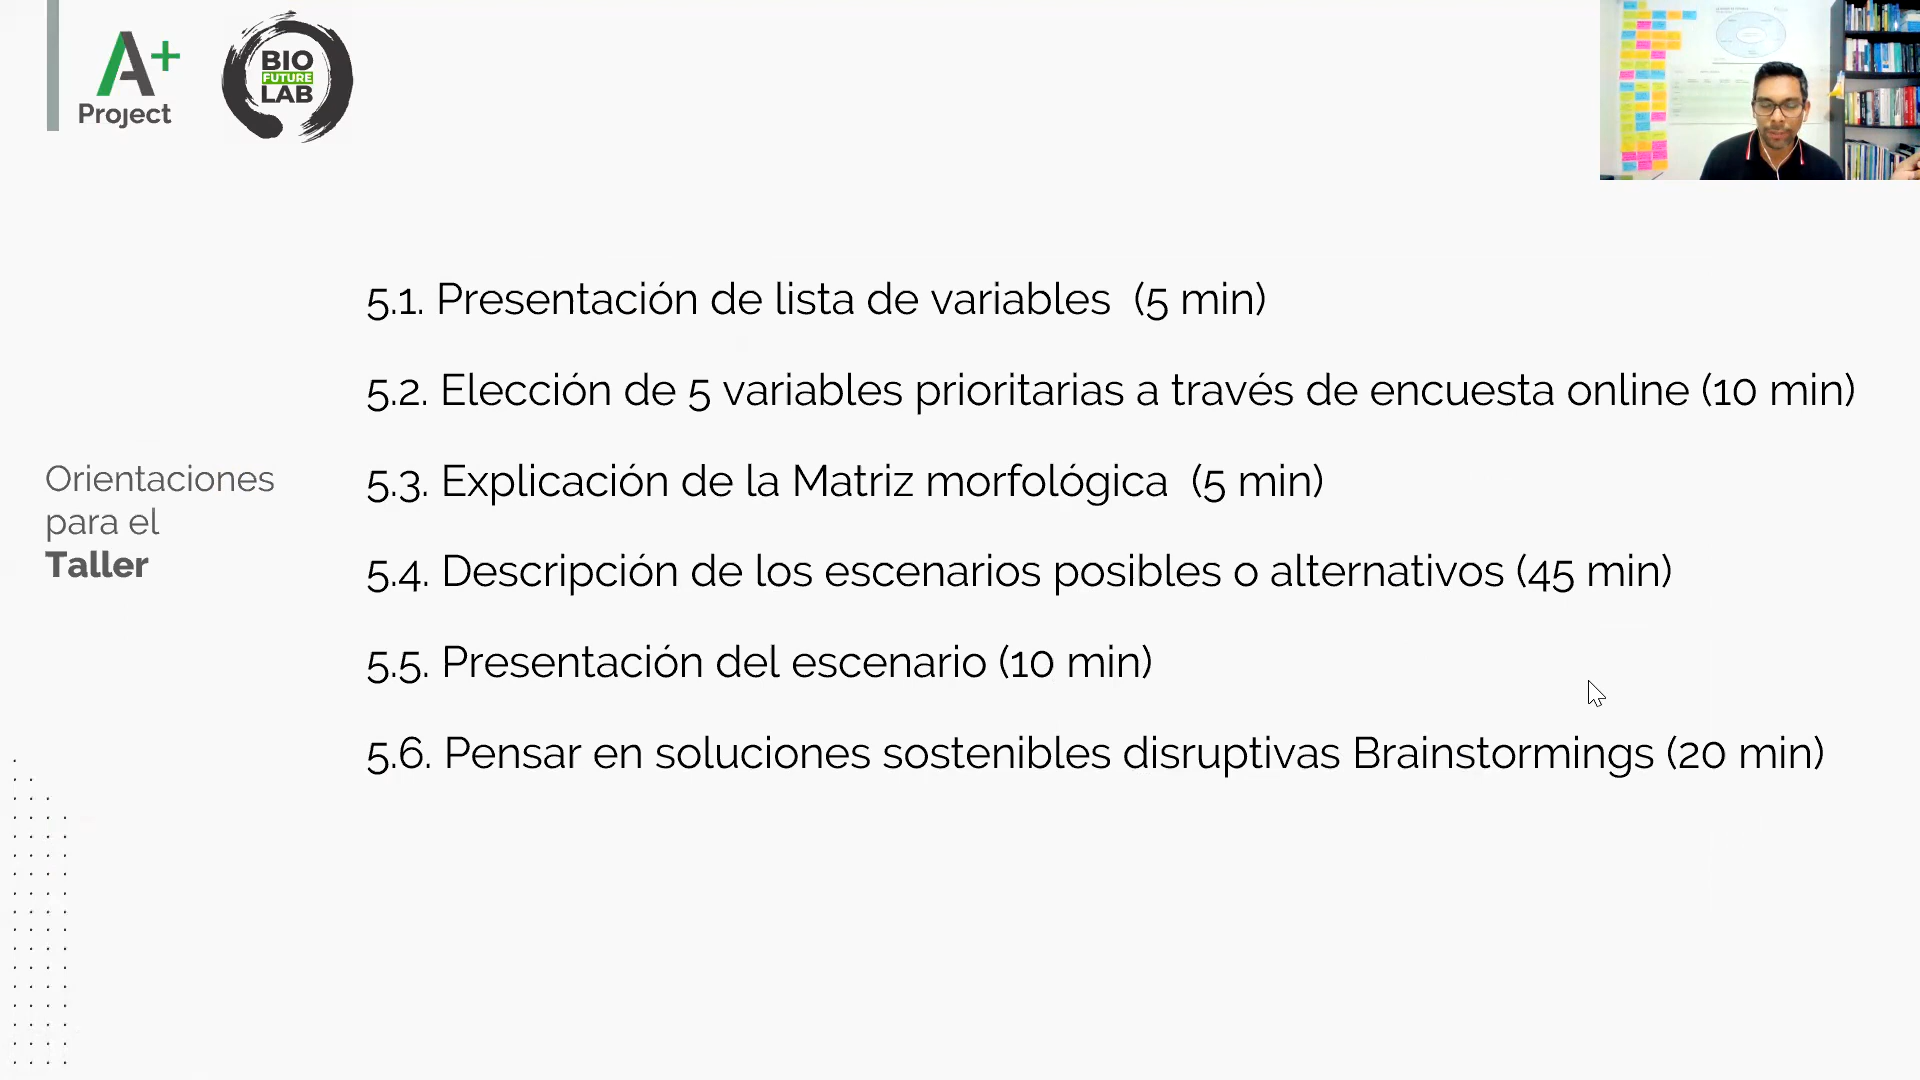 A+
Project
BIO
FUTURE
LAB
5.1. Presentación de lista de variables (5 min)
5.2. Elección de 5 variables prioritarias a través de encuesta online (10 min)
5.3. Explicación de la Matriz morfológica (5 min)
Orientaciones
para el
Taller
5.4. Descripción de los escenarios posibles o alternativos (45 min)
5.5. Presentación del escenario (10 min)
5.6. Pensar en soluciones sostenibles disruptivas Brainstormings (20 min)